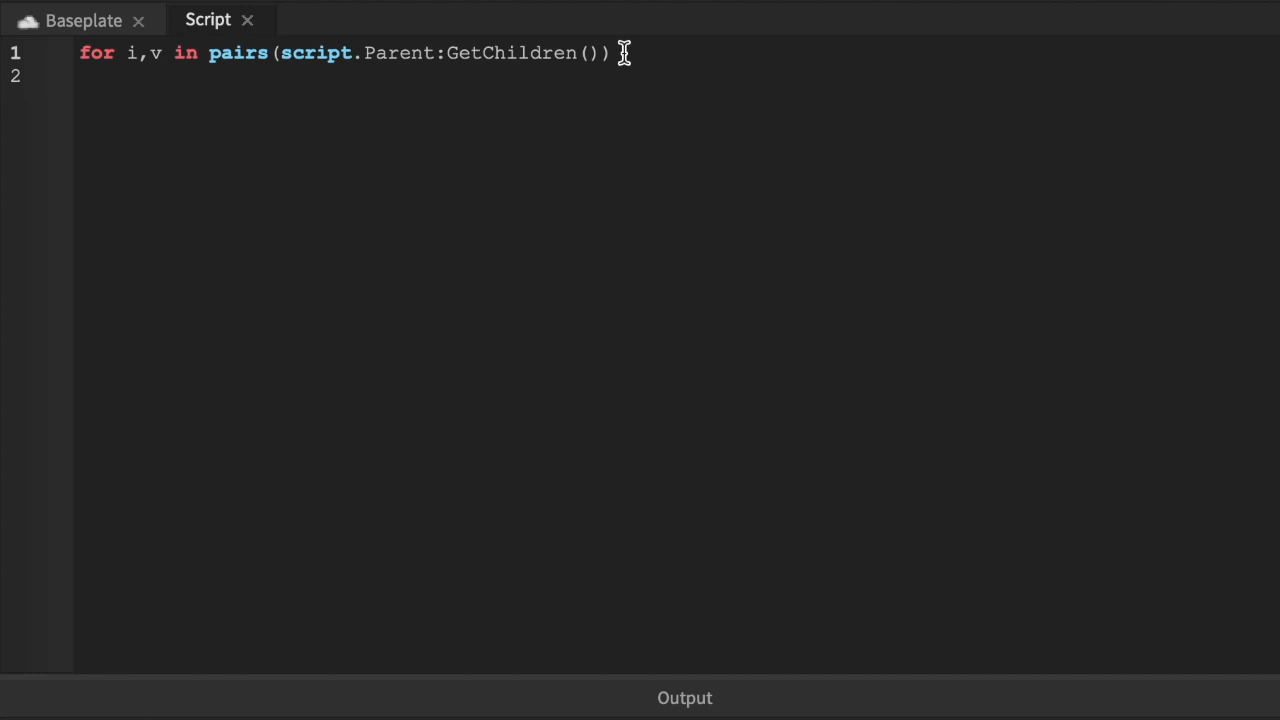 Baseplate × Script ×
1 for i,v in pairs(script.Parent:GetChildren())
2
Output